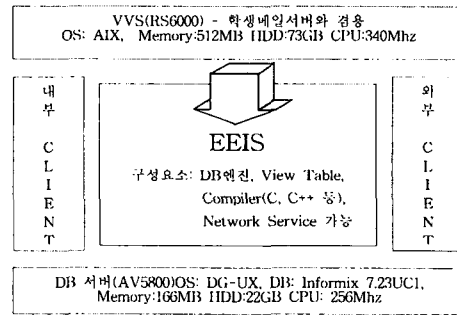 VVS(RS6000) - 학생메일서버와 겸용
OS: AIX, Memory:512MB HDD:73GB CPU:340Mhz
내부 CLIENT
EEIS
구성요소: DB엔진, View Table,
Compiler(C, C++ 등),
Network Service 가능
외부 CLIENT
DB 서버(AV5800)OS: DG-UX, DB: Informix 7.23UC1,
Memory:166MB HDD:22GB CPU: 256Mhz